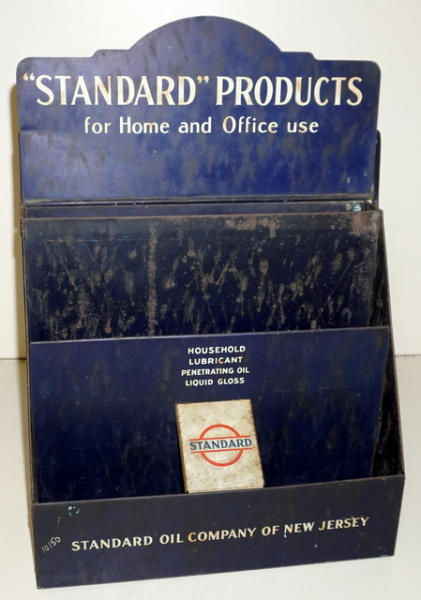 "STANDARD" PRODUCTS
for Home and Office use
HOUSEHOLD
LUBRICANT
PENETRATING OIL
LIQUID GLOSS
STANDARD
10150
STANDARD OIL COMPANY OF NEW JERSEY